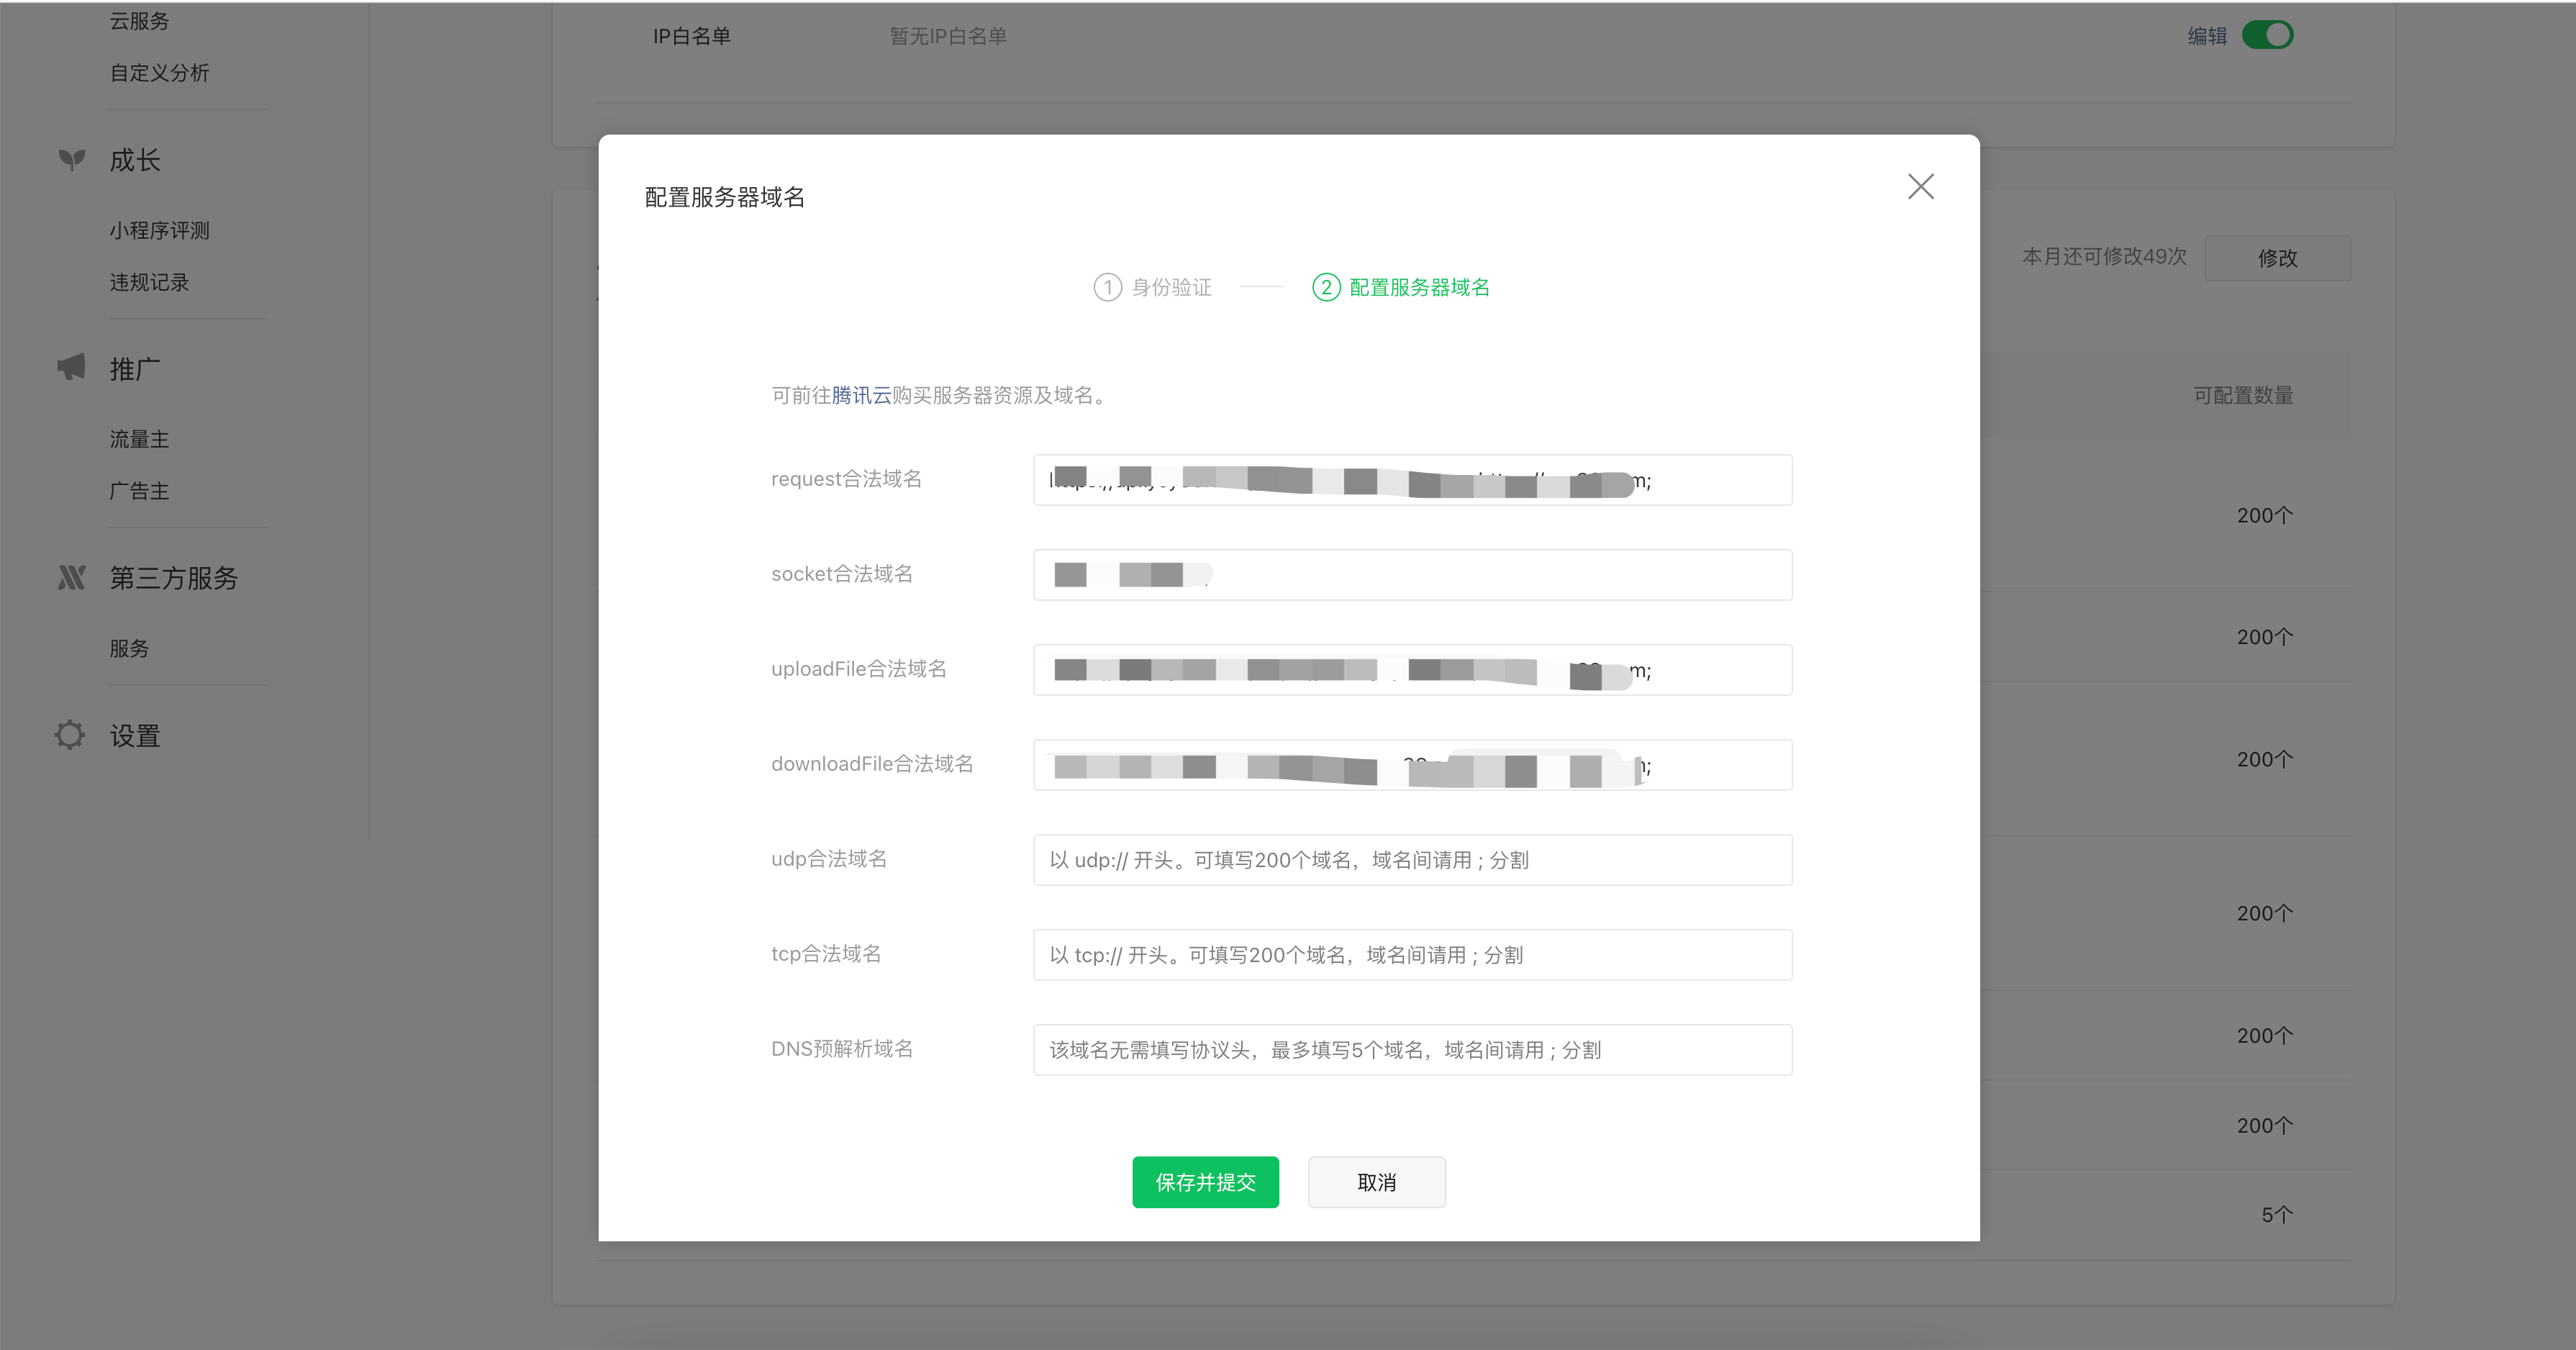 云服务
自定义分析
成长
小程序评测
违规记录
推广
流量主
广告主
第三方服务
服务
设置
IP白名单
暂无IP白名单
编辑
本月还可修改49次
修改
可配置数量
200个
200个
200个
200个
200个
200个
5个
配置服务器域名
1 身份验证
2 配置服务器域名
可前往腾讯云购买服务器资源及域名。
request合法域名
m;
socket合法域名
uploadFile合法域名
m;
downloadFile合法域名
udp合法域名
以 udp:// 开头。可填写200个域名，域名间请用 ; 分割
tcp合法域名
以 tcp:// 开头。可填写200个域名，域名间请用 ; 分割
DNS预解析域名
该域名无需填写协议头，最多填写5个域名，域名间请用 ; 分割
保存并提交
取消